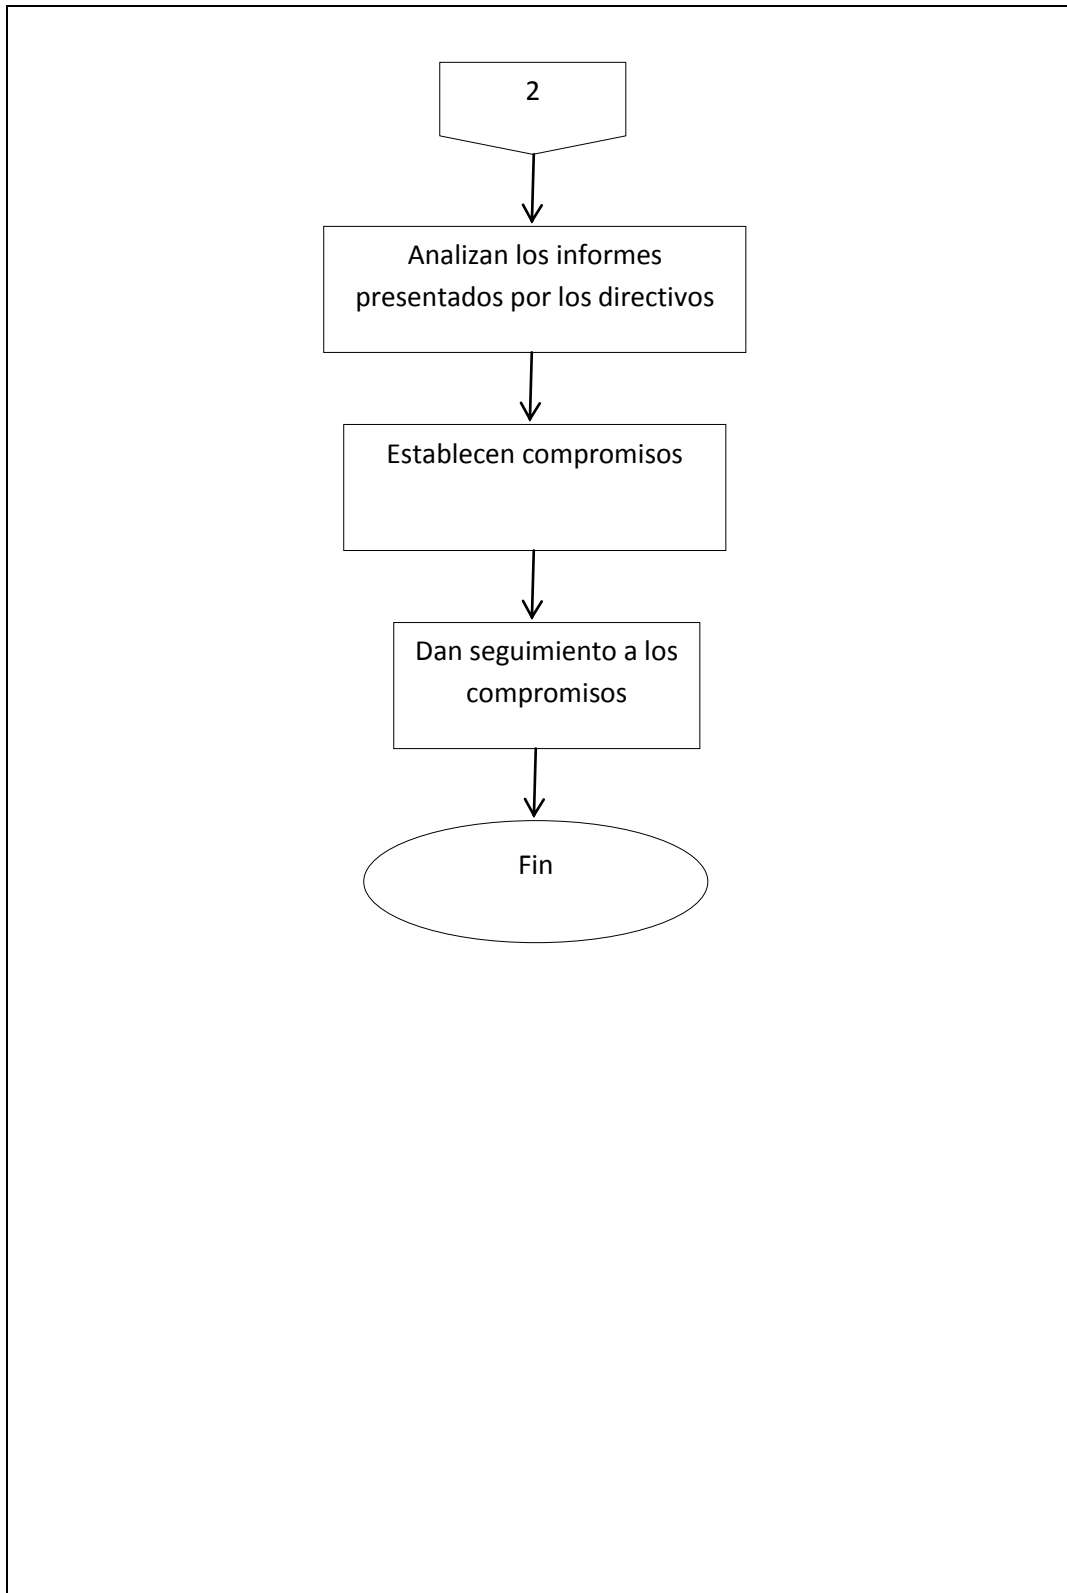 2
Analizan los informes
presentados por los directivos
Establecen compromisos
Dan seguimiento a los
compromisos
Fin